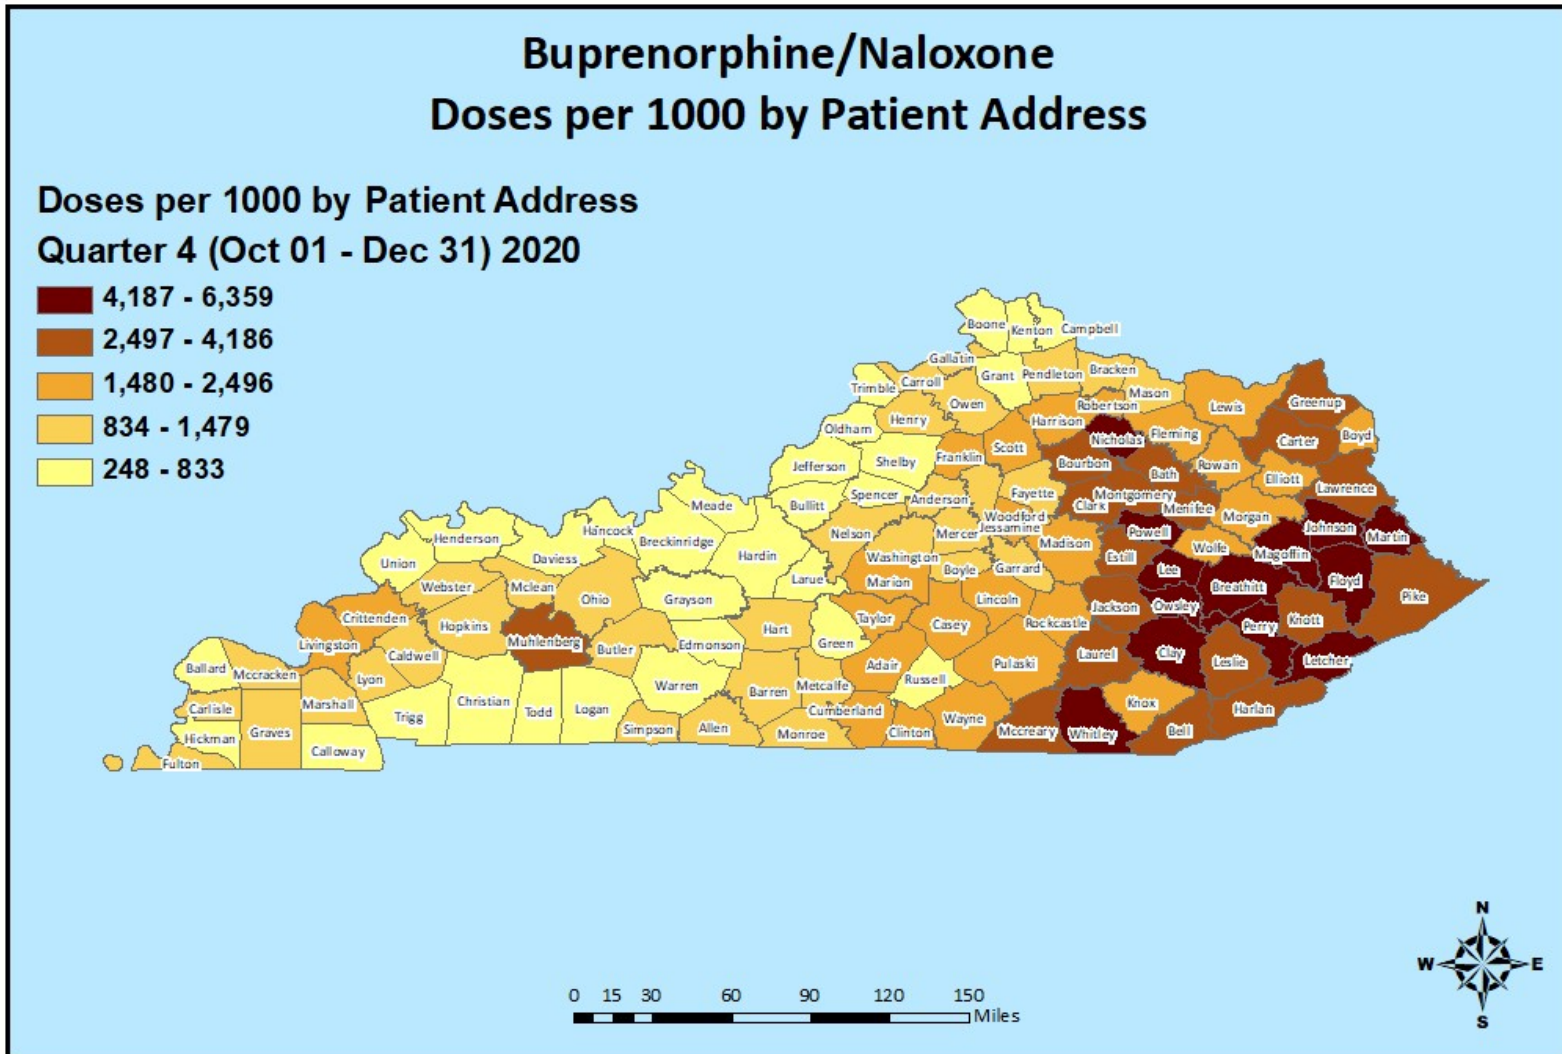 Buprenorphine/Naloxone
Doses per 1000 by Patient Address
Doses per 1000 by Patient Address
Quarter 4 (Oct 01 - Dec 31) 2020
4,187 - 6,359
2,497 - 4,186
1,480 - 2,496
834 - 1,479
248 - 833
Boone
Kenton
Campbell
Gallatin
Grant
Pendleton
Bracken
Trimble
Carroll
Mason
Owen
Robertson
Lewis
Greenup
Henry
Harrison
Oldham
Nicholas
Fleming
Boyd
Carter
Scott
Franklin
Shelby
Jefferson
Bourbon
Bath
Rowan
Elliott
Lawrence
Spencer
Anderson
Fayette
Montgomery
Bullitt
Meade
Clark
Menifee
Morgan
Woodford
Jessamine
Johnson
Martin
Hancock
Nelson
Mercer
Powell
Henderson
Breckinridge
Madison
Wolfe
Magoffin
Daviess
Hardin
Washington
Estill
Union
Boyle
Garrard
Lee
Floyd
Larue
Marion
Webster
Mclean
Breathitt
Ohio
Grayson
Lincoln
Jackson
Owsley
Pike
Crittenden
Taylor
Casey
Rockcastle
Perry
Knott
Hopkins
Hart
Livingston
Muhlenberg
Edmonson
Green
Butler
Caldwell
Laurel
Clay
Leslie
Letcher
Adair
Pulaski
Ballard
Mccracken
Lyon
Russell
Warren
Barren
Metcalfe
Marshall
Christian
Knox
Carlisle
Trigg
Todd
Logan
Cumberland
Harlan
Wayne
Simpson
Allen
Monroe
Clinton
Mccreary
Whitley
Bell
Graves
Hickman
Calloway
Fulton
N
W
E
S
0 15 30 60 90 120 150
Miles